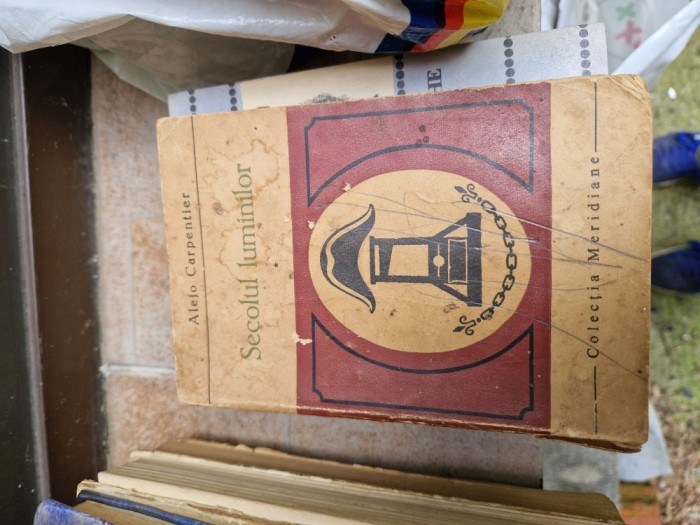 Alejo Carpentier
Secolul luminilor
Colecția Meridiane